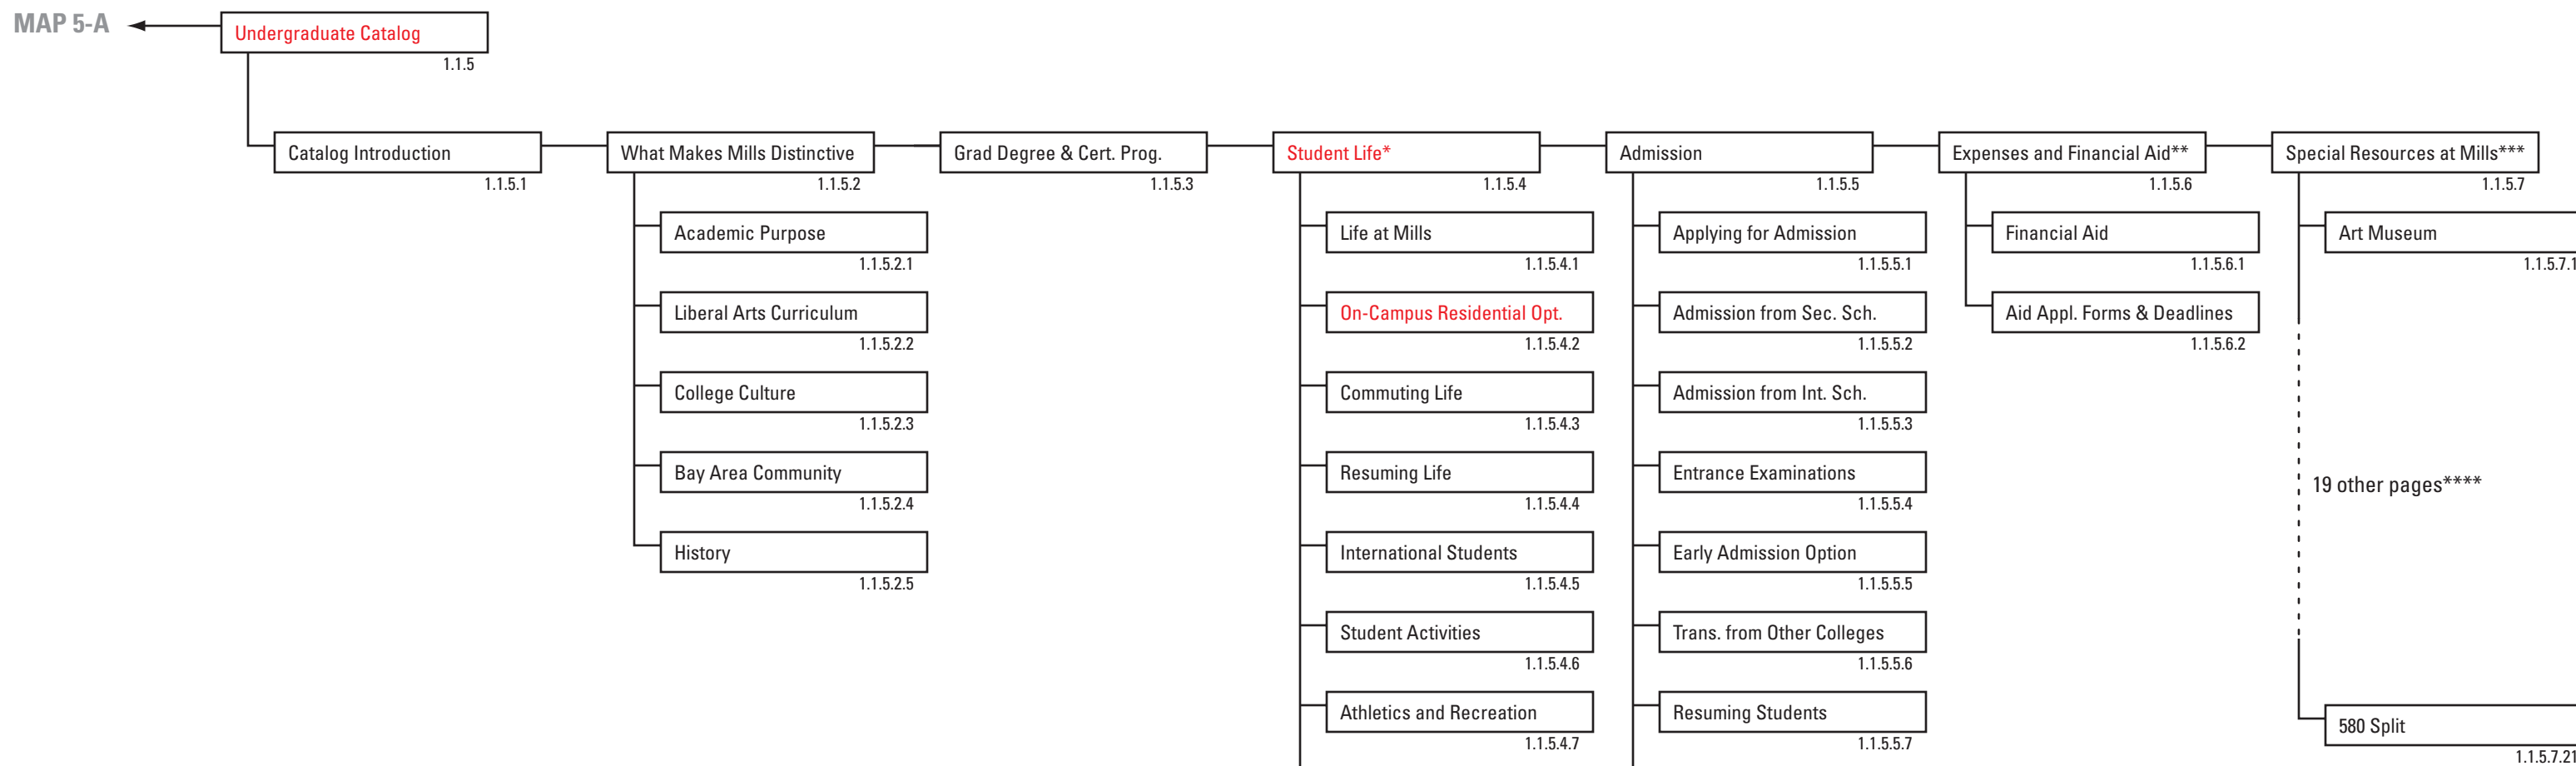 MAP 5-A
Undergraduate Catalog
1.1.5
Catalog Introduction
1.1.5.1
What Makes Mills Distinctive
1.1.5.2
Academic Purpose
1.1.5.2.1
Liberal Arts Curriculum
1.1.5.2.2
College Culture
1.1.5.2.3
Bay Area Community
1.1.5.2.4
History
1.1.5.2.5
Grad Degree & Cert. Prog.
1.1.5.3
Student Life*
1.1.5.4
Life at Mills
1.1.5.4.1
On-Campus Residential Opt.
1.1.5.4.2
Commuting Life
1.1.5.4.3
Resuming Life
1.1.5.4.4
International Students
1.1.5.4.5
Student Activities
1.1.5.4.6
Athletics and Recreation
1.1.5.4.7
Admission
1.1.5.5
Applying for Admission
1.1.5.5.1
Admission from Sec. Sch.
1.1.5.5.2
Admission from Int. Sch.
1.1.5.5.3
Entrance Examinations
1.1.5.5.4
Early Admission Option
1.1.5.5.5
Trans. from Other Colleges
1.1.5.5.6
Resuming Students
1.1.5.5.7
Expenses and Financial Aid**
1.1.5.6
Financial Aid
1.1.5.6.1
Aid Appl. Forms & Deadlines
1.1.5.6.2
Special Resources at Mills***
1.1.5.7
Art Museum
1.1.5.7.1
19 other pages****
580 Split
1.1.5.7.21